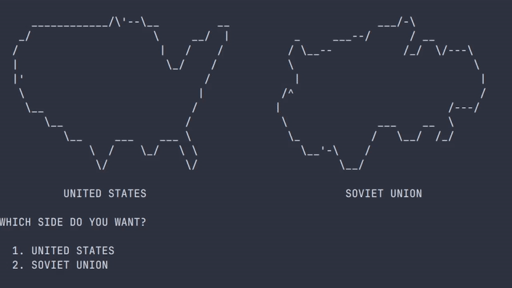 UNITED STATES
SOVIET UNION
WHICH SIDE DO YOU WANT?
1. UNITED STATES
2. SOVIET UNION